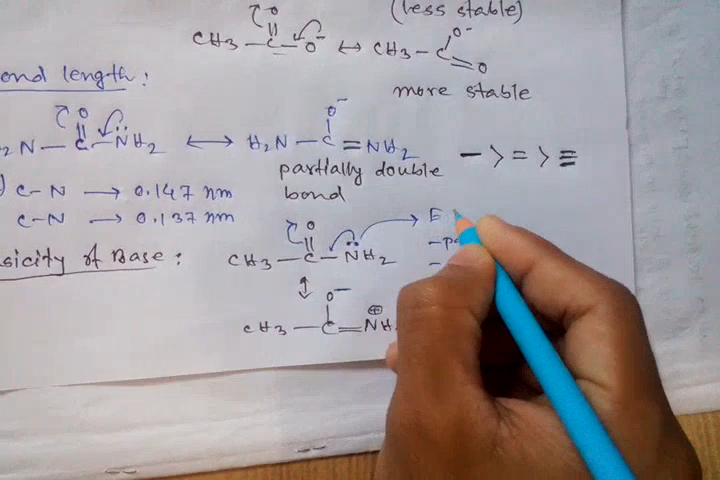 (less stable)
O O-
CH3 — C — O- ↔ CH3 — C = O
more stable
ond length:
O O-
2N — C — NH2 ↔ H2N — C = NH2
partially double bond
— > = > ≡
C-N → 0.147 nm
C-N → 0.137 nm
sicity of Base:
O
CH3 — C — NH2 → E
↕
O-
CH3 — C = N⊕H